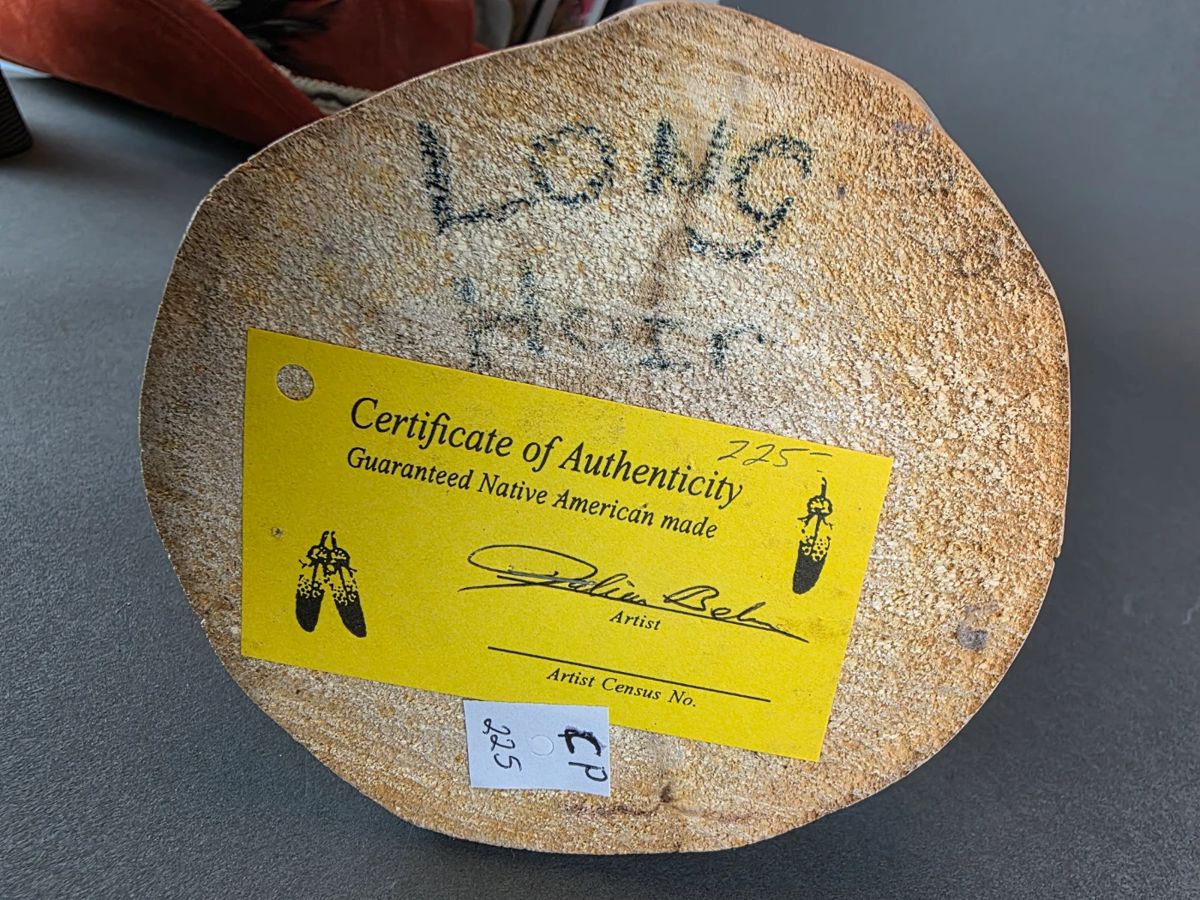 LONG
Hair
225-
Certificate of Authenticity
Guaranteed Native American made
Artist
Artist Census No.
CP
225